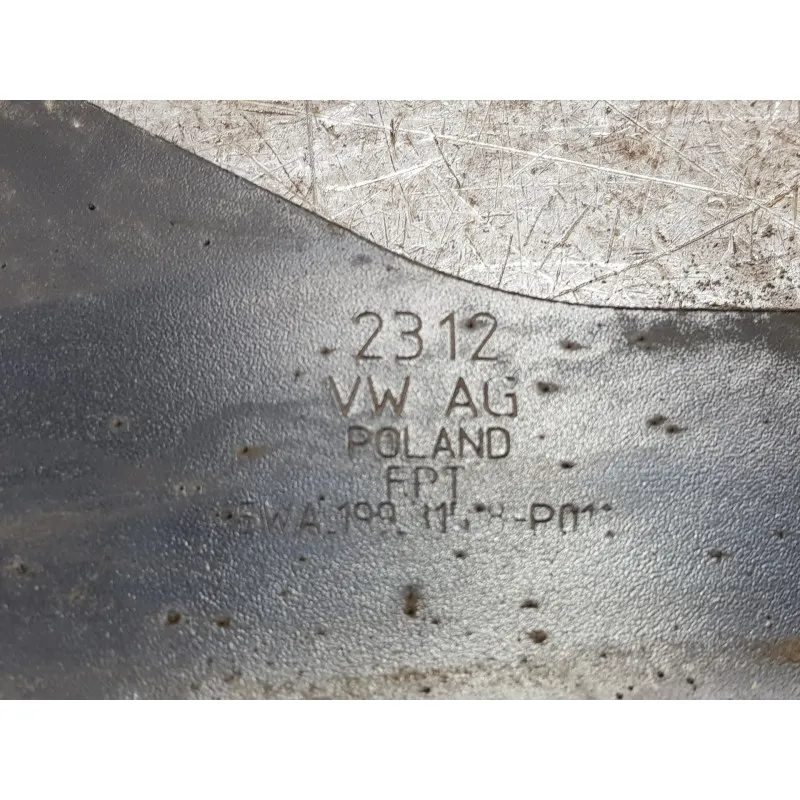 2312
VW AG
POLAND
FPT